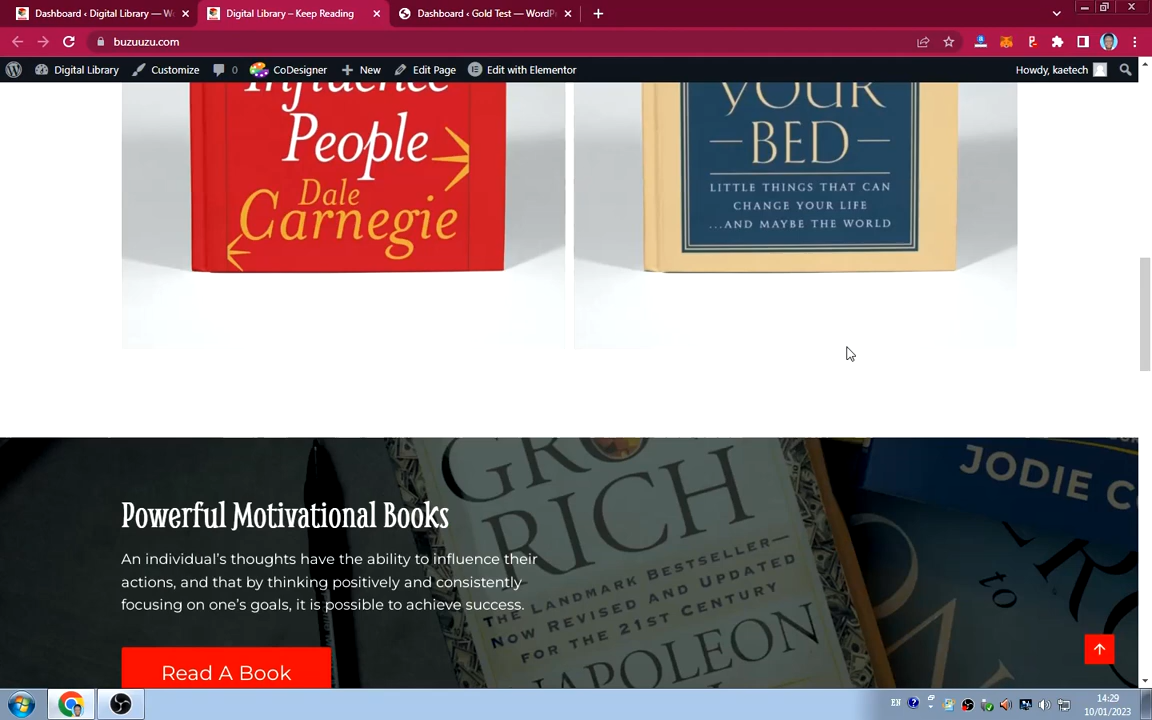 Dashboard ‹ Digital Library — W
Digital Library – Keep Reading
Dashboard ‹ Gold Test — WordP
buzuuzu.com
Digital Library
Customize
0
CoDesigner
New
Edit Page
Edit with Elementor
Howdy, kaetech
Influence
People
Dale
Carnegie
YOUR
BED
LITTLE THINGS THAT CAN
CHANGE YOUR LIFE
...AND MAYBE THE WORLD
GRO
RICH
THE LANDMARK BESTSELLER—
NOW REVISED AND UPDATED
FOR THE 21ST CENTURY
NAPOLEON
JODIE CO
to
Powerful Motivational Books
An individual's thoughts have the ability to influence their
actions, and that by thinking positively and consistently
focusing on one's goals, it is possible to achieve success.
Read A Book
EN
14:29
10/01/2023